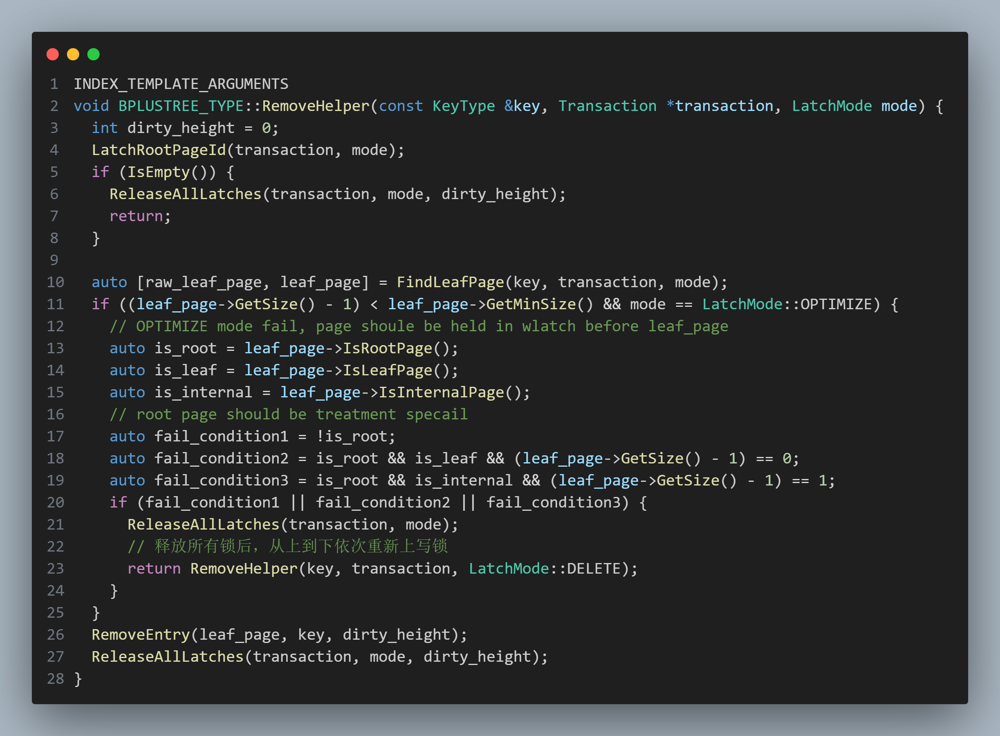 1 INDEX_TEMPLATE_ARGUMENTS
2 void BPLUSTREE_TYPE::RemoveHelper(const KeyType &key, Transaction *transaction, LatchMode mode) {
3   int dirty_height = 0;
4   LatchRootPageId(transaction, mode);
5   if (IsEmpty()) {
6     ReleaseAllLatches(transaction, mode, dirty_height);
7     return;
8   }
9
10   auto [raw_leaf_page, leaf_page] = FindLeafPage(key, transaction, mode);
11   if ((leaf_page->GetSize() - 1) < leaf_page->GetMinSize() && mode == LatchMode::OPTIMIZE) {
12     // OPTIMIZE mode fail, page shoule be held in wlatch before leaf_page
13     auto is_root = leaf_page->IsRootPage();
14     auto is_leaf = leaf_page->IsLeafPage();
15     auto is_internal = leaf_page->IsInternalPage();
16     // root page should be treatment specail
17     auto fail_condition1 = !is_root;
18     auto fail_condition2 = is_root && is_leaf && (leaf_page->GetSize() - 1) == 0;
19     auto fail_condition3 = is_root && is_internal && (leaf_page->GetSize() - 1) == 1;
20     if (fail_condition1 || fail_condition2 || fail_condition3) {
21       ReleaseAllLatches(transaction, mode);
22       // 释放所有锁后，从上到下依次重新上写锁
23       return RemoveHelper(key, transaction, LatchMode::DELETE);
24     }
25   }
26   RemoveEntry(leaf_page, key, dirty_height);
27   ReleaseAllLatches(transaction, mode, dirty_height);
28 }